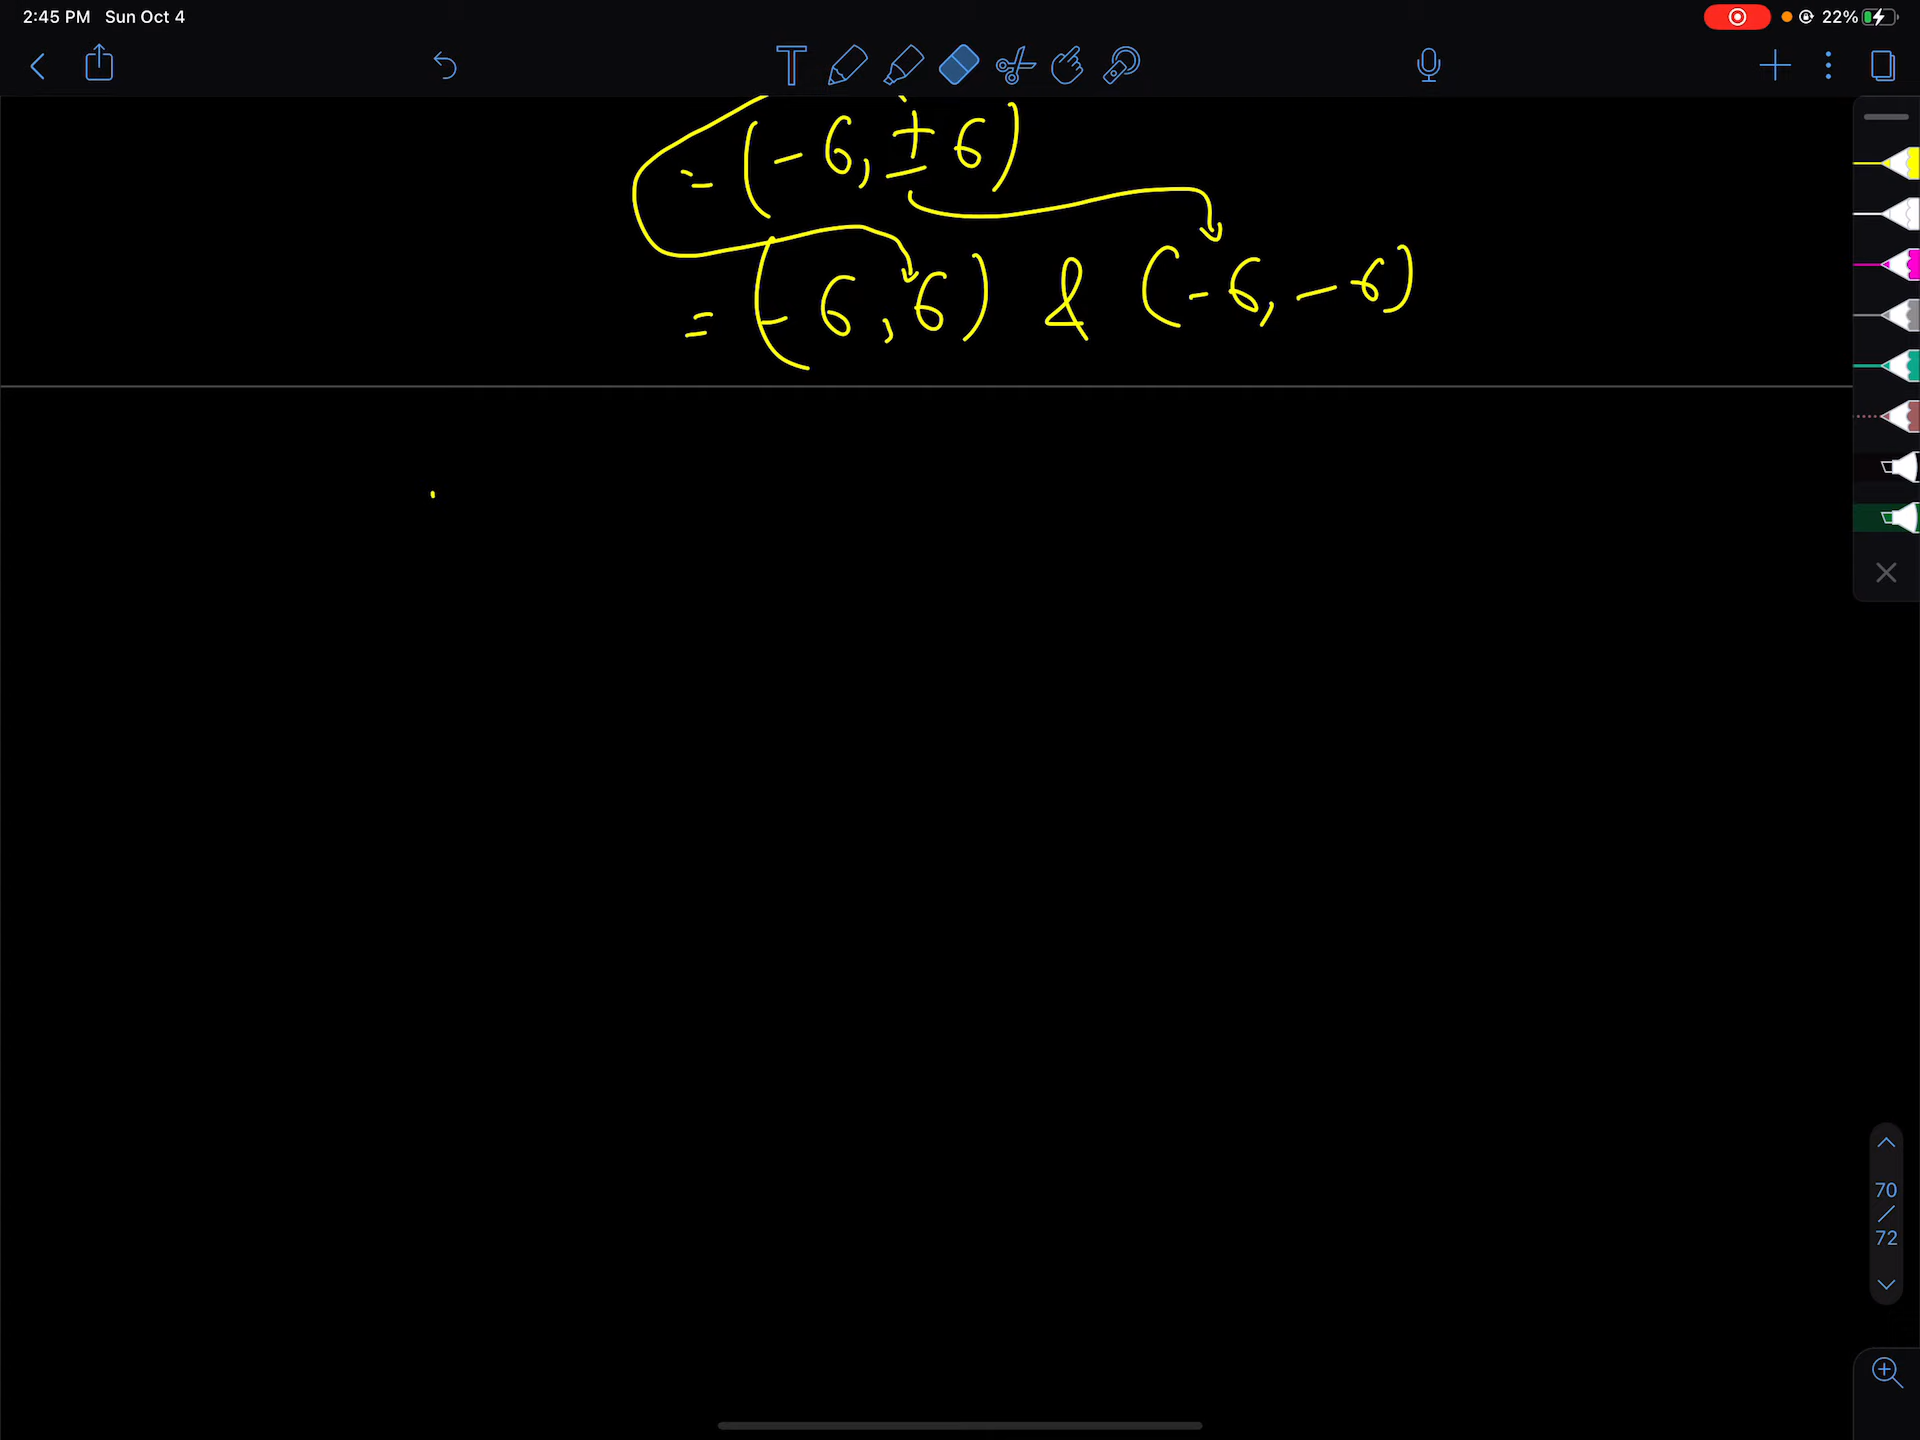 2:45 PM Sun Oct 4
22%
T
= (-6, ± 6)
= (-6, 6) & (-6, -6)
70
/
72